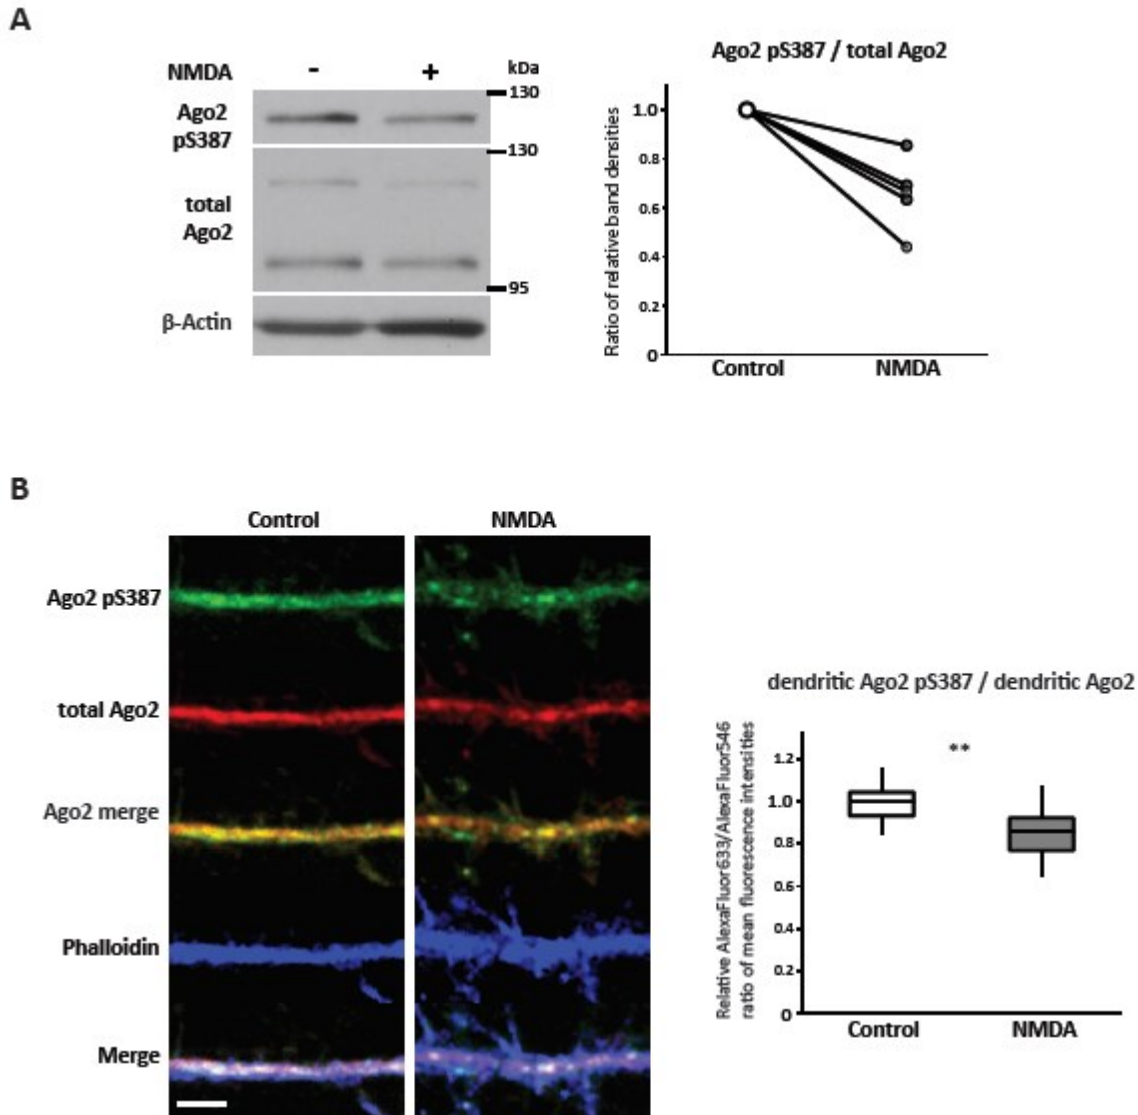 A
NMDA - + kDa
130
Ago2
pS387
130
total
Ago2
95
β-Actin
Ago2 pS387 / total Ago2
Ratio of relative band densities
1.0
0.8
0.6
0.4
0.2
0
Control NMDA
B
Control NMDA
Ago2 pS387
total Ago2
Ago2 merge
Phalloidin
Merge
dendritic Ago2 pS387 / dendritic Ago2
Relative AlexaFluor633/AlexaFluor546
ratio of mean fluorescence intensities
**
1.2
1.0
0.8
0.6
0.4
0.2
0
Control NMDA